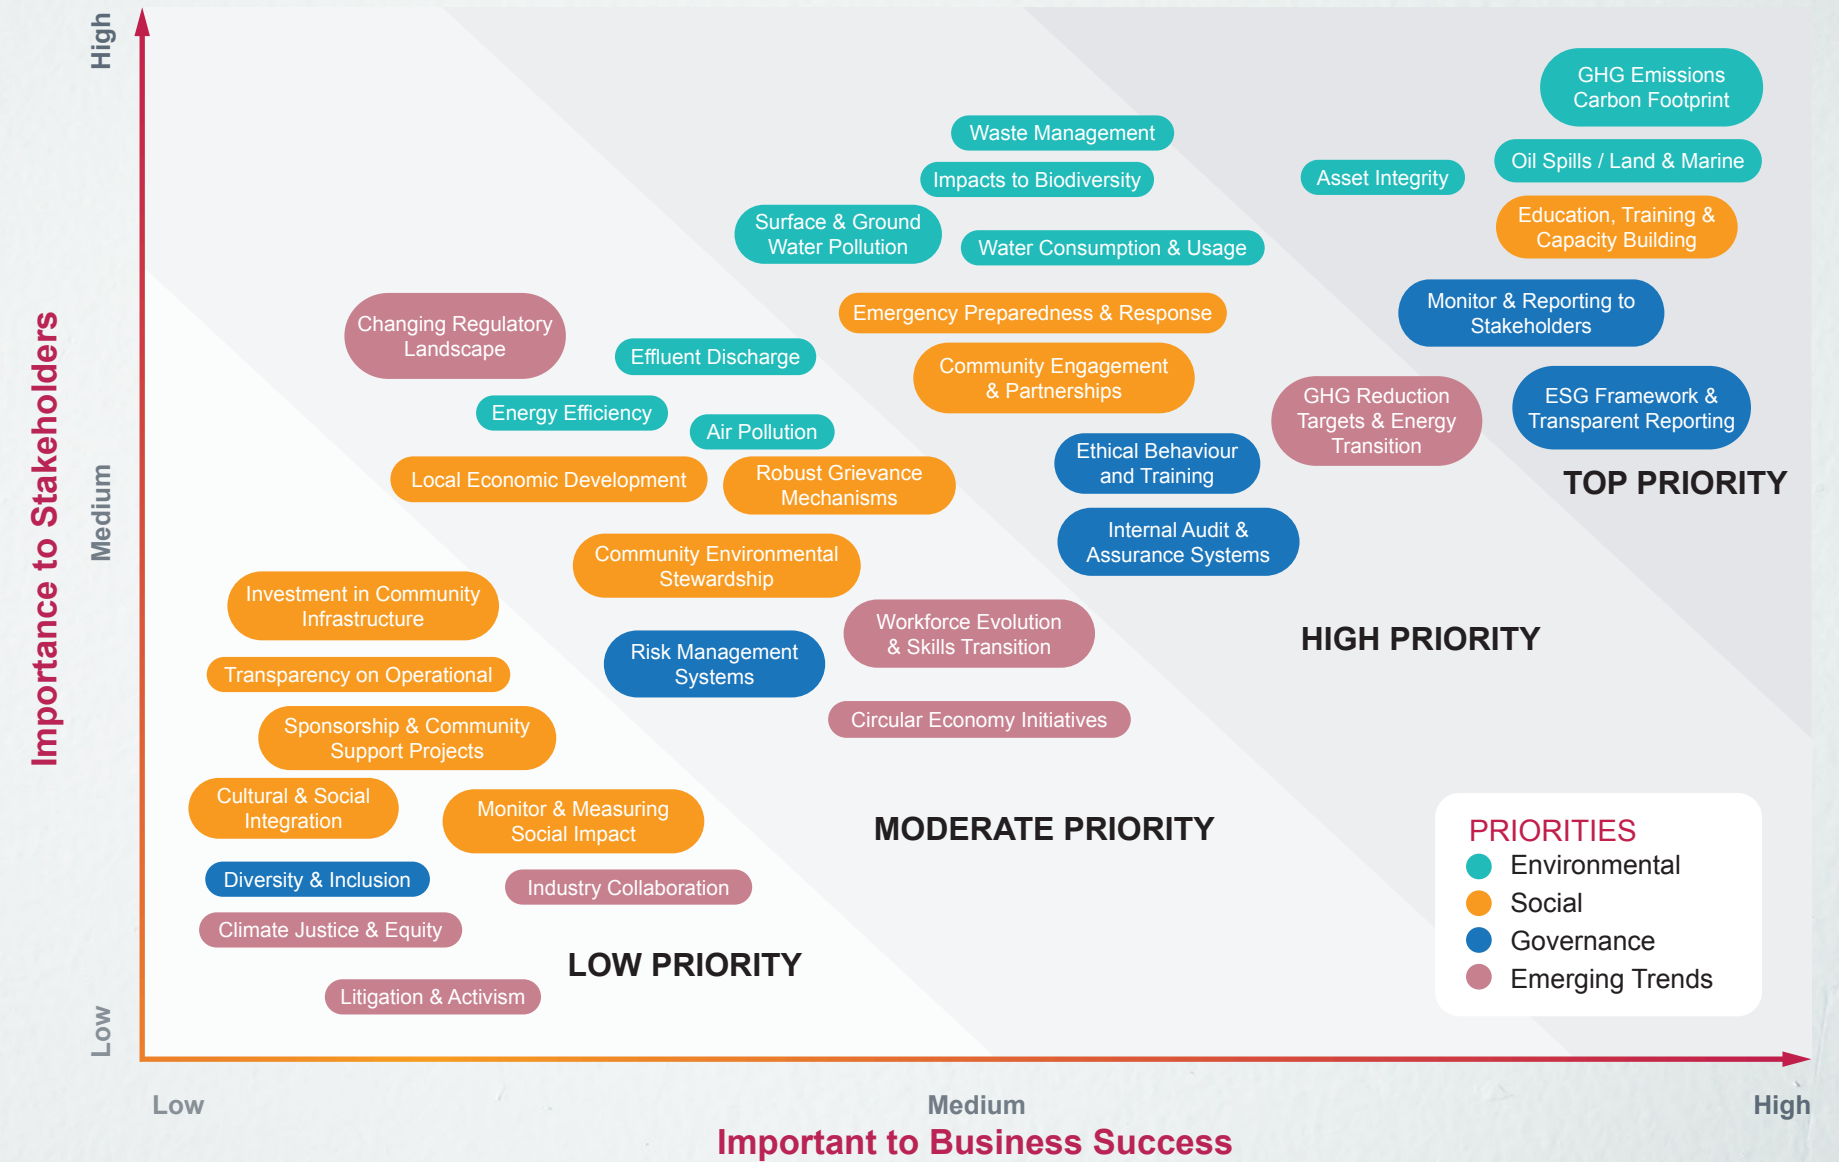 High
GHG Emissions
Carbon Footprint
Waste Management
Oil Spills / Land & Marine
Impacts to Biodiversity
Asset Integrity
Surface & Ground
Water Pollution
Education, Training &
Capacity Building
Water Consumption & Usage
Changing Regulatory
Landscape
Emergency Preparedness & Response
Monitor & Reporting to
Stakeholders
Effluent Discharge
Community Engagement
& Partnerships
Energy Efficiency
Air Pollution
GHG Reduction
Targets & Energy
Transition
ESG Framework &
Transparent Reporting
Local Economic Development
Robust Grievance
Mechanisms
Ethical Behaviour
and Training
TOP PRIORITY
Importance to Stakeholders
Medium
Community Environmental
Stewardship
Internal Audit &
Assurance Systems
Investment in Community
Infrastructure
Workforce Evolution
& Skills Transition
HIGH PRIORITY
Transparency on Operational
Risk Management
Systems
Sponsorship & Community
Support Projects
Circular Economy Initiatives
Cultural & Social
Integration
Monitor & Measuring
Social Impact
MODERATE PRIORITY
Diversity & Inclusion
Industry Collaboration
Climate Justice & Equity
LOW PRIORITY
Litigation & Activism
PRIORITIES
Environmental
Social
Governance
Emerging Trends
Low
Low
Medium
High
Important to Business Success